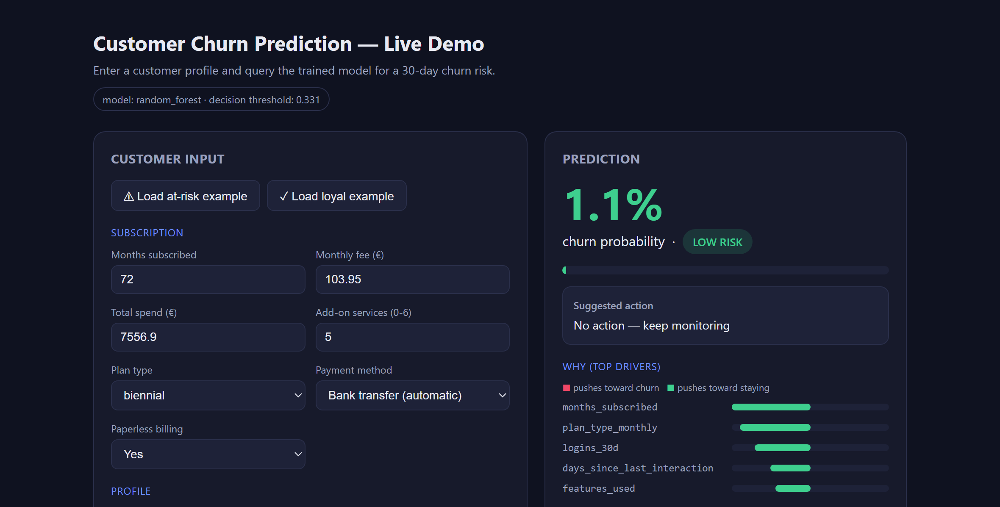 Customer Churn Prediction — Live Demo
Enter a customer profile and query the trained model for a 30-day churn risk.
model: random_forest · decision threshold: 0.331
CUSTOMER INPUT
⚠ Load at-risk example
✓ Load loyal example
SUBSCRIPTION
Months subscribed
Monthly fee (€)
72
103.95
Total spend (€)
Add-on services (0-6)
7556.9
5
Plan type
Payment method
biennial
Bank transfer (automatic)
Paperless billing
Yes
PROFILE
PREDICTION
1.1%
churn probability · LOW RISK
Suggested action
No action — keep monitoring
WHY (TOP DRIVERS)
pushes toward churn
pushes toward staying
months_subscribed
plan_type_monthly
logins_30d
days_since_last_interaction
features_used